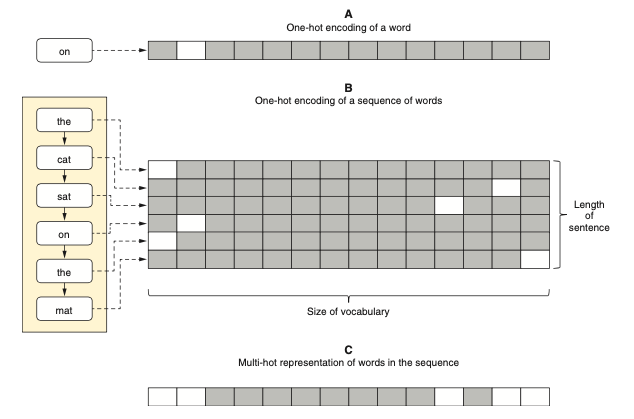 A
One-hot encoding of a word
on
B
One-hot encoding of a sequence of words
the
cat
sat
on
the
mat
Length
of
sentence
Size of vocabulary
C
Multi-hot representation of words in the sequence